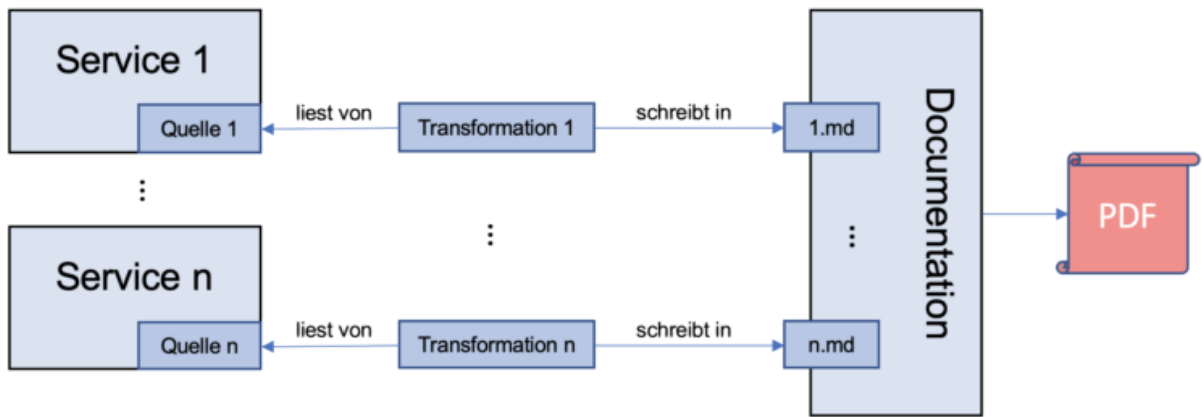 Service 1
Quelle 1
liest von
Transformation 1
schreibt in
1.md
...
...
...
Service n
Quelle n
liest von
Transformation n
schreibt in
n.md
Documentation
PDF